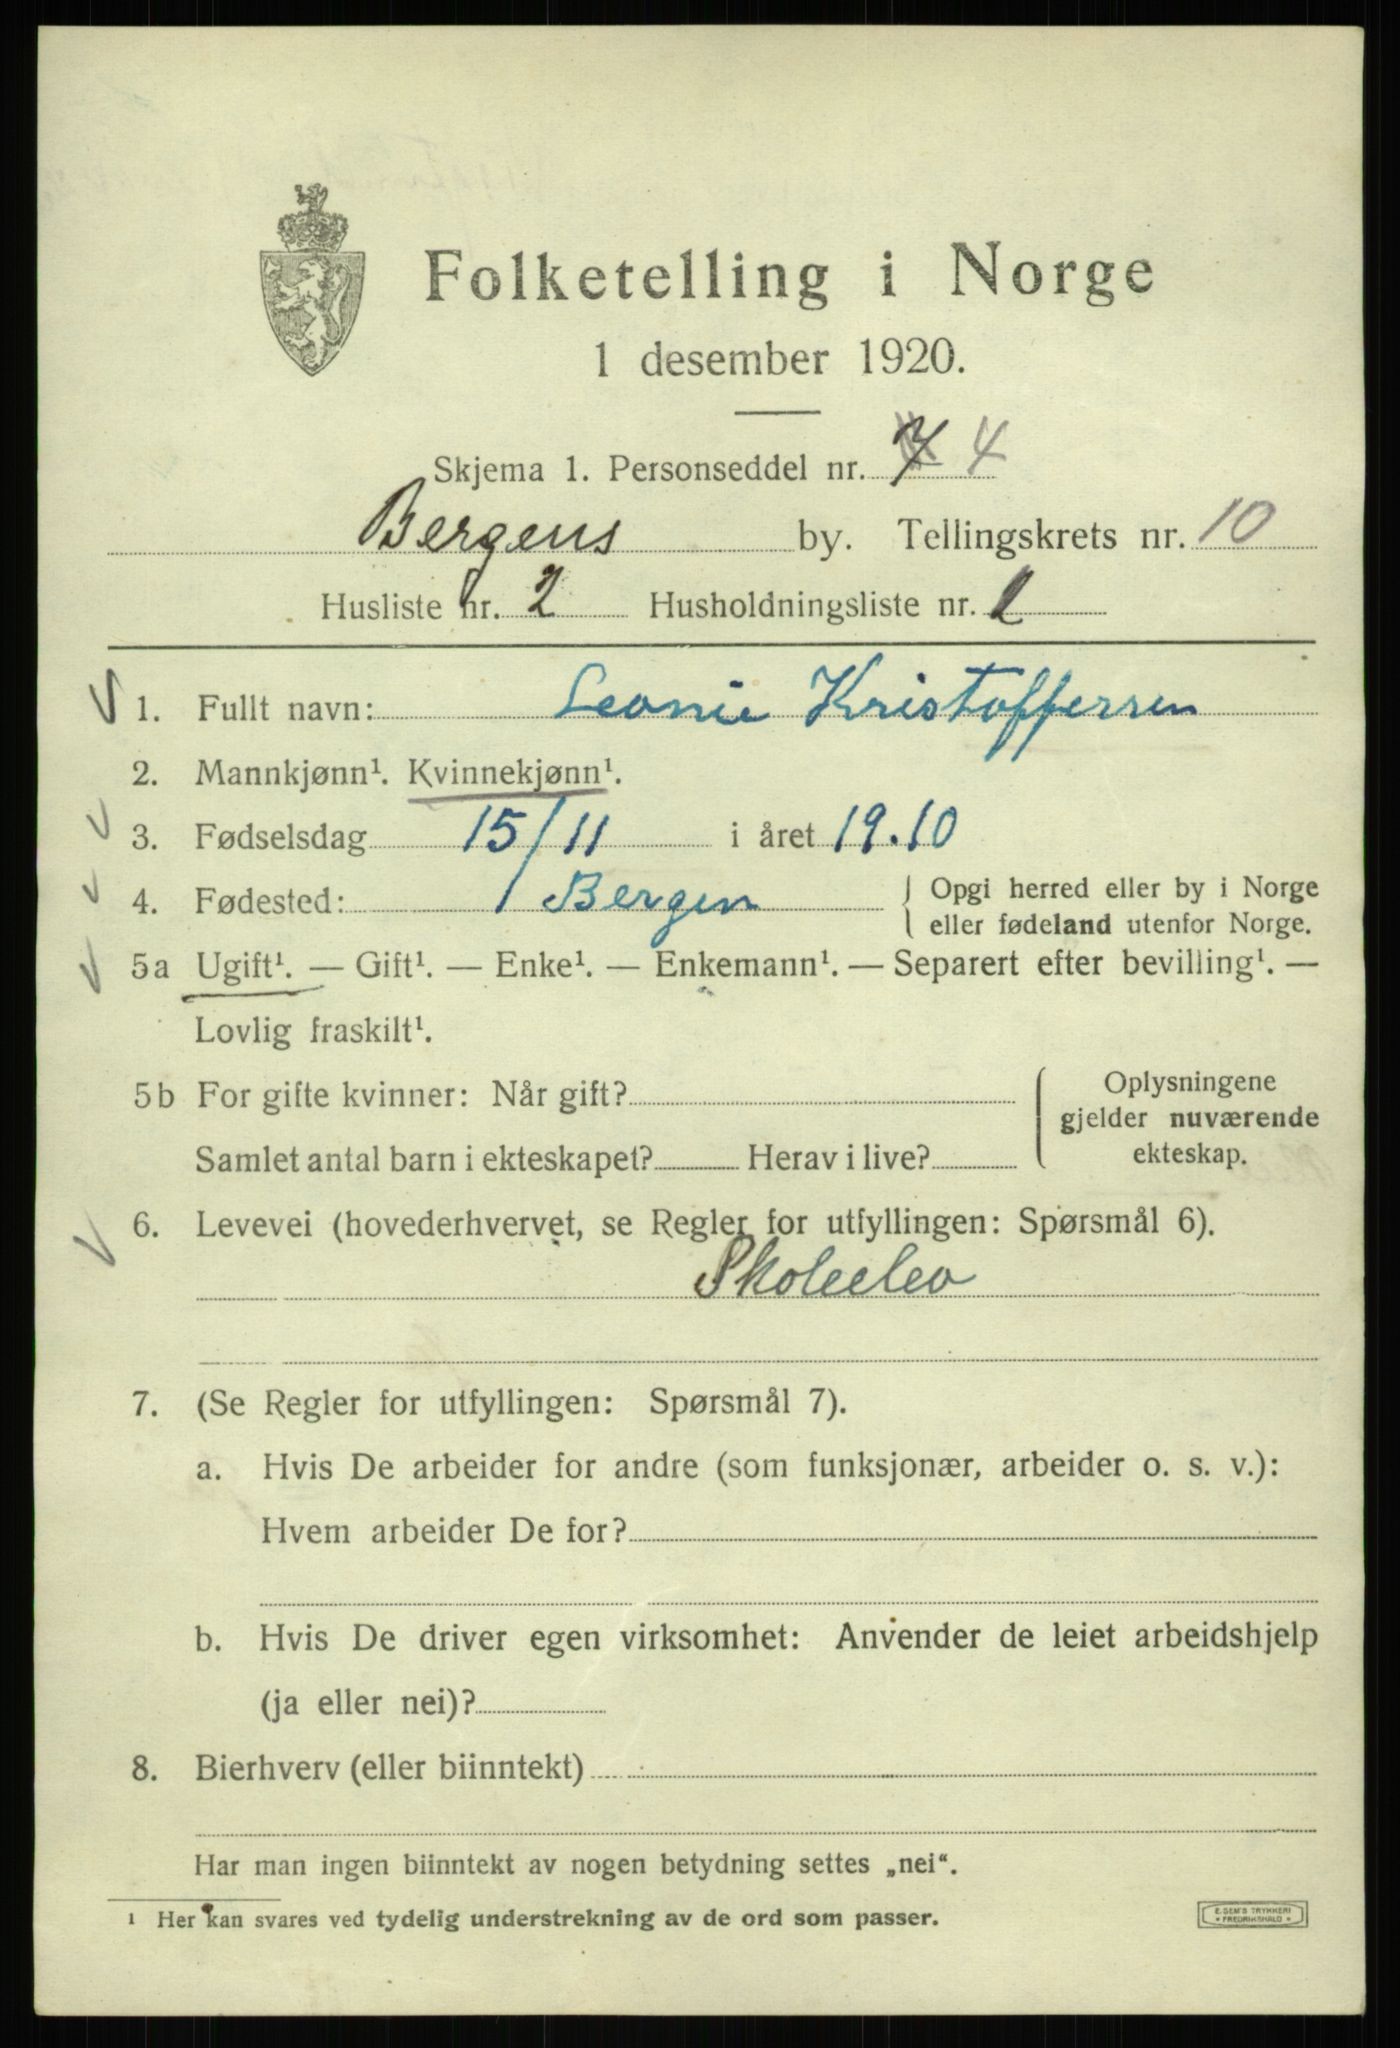 Folketelling i Norge
1 desember 1920.
Skjema 1. Personseddel nr. 4
Bergens by. Tellingskrets nr. 10
Husliste nr. 2 Husholdningsliste nr. 1
1. Fullt navn: Leonie Kristoffersen
2. Mannkjønn¹. Kvinnekjønn¹.
3. Fødselsdag 15/11 i året 19.10
4. Fødested: Bergen { Opgi herred eller by i Norge
eller fødeland utenfor Norge.
5a Ugift¹. — Gift¹. — Enke¹. — Enkemann¹. — Separert efter bevilling¹. —
Lovlig fraskilt¹.
5b For gifte kvinner: Når gift? { Oplysningene
gjelder nuværende
Samlet antal barn i ekteskapet? Herav i live? ekteskap.
6. Levevei (hovederhvervet, se Regler for utfyllingen: Spørsmål 6).
Skoleelev
7. (Se Regler for utfyllingen: Spørsmål 7).
a. Hvis De arbeider for andre (som funksjonær, arbeider o. s. v.):
Hvem arbeider De for?
b. Hvis De driver egen virksomhet: Anvender de leiet arbeidshjelp
(ja eller nei)?
8. Bierhverv (eller biinntekt)
Har man ingen biinntekt av nogen betydning settes „nei“.
¹ Her kan svares ved tydelig understrekning av de ord som passer.
E. SEM'S TRYKKERI
FREDRIKSHALD